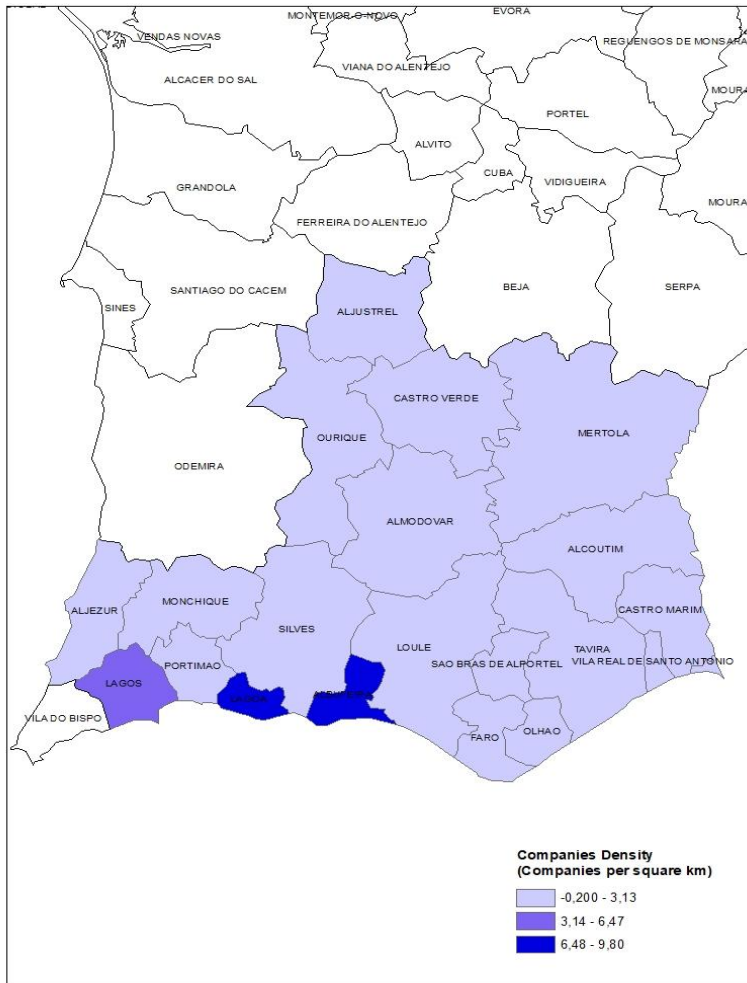 MONTEMOR-O-NOVO
EVORA
VENDAS NOVAS
REGUENGOS DE MONSARA
VIANA DO ALENTEJO
ALCACER DO SAL
MOURA
PORTEL
ALVITO
CUBA
GRANDOLA
VIDIGUEIRA
MOURA
FERREIRA DO ALENTEJO
SANTIAGO DO CACEM
BEJA
SERPA
SINES
ALJUSTREL
CASTRO VERDE
MERTOLA
OURIQUE
ODEMIRA
ALMODOVAR
ALCOUTIM
MONCHIQUE
ALJEZUR
CASTRO MARIM
SILVES
LOULE
TAVIRA
SAO BRAS DE ALPORTEL
VILA REAL DE SANTO ANTONIO
PORTIMAO
LAGOS
LAGOA
ALBUFEIRA
VILA DO BISPO
OLHAO
FARO
Companies Density
(Companies per square km)
-0,200 - 3,13
3,14 - 6,47
6,48 - 9,80